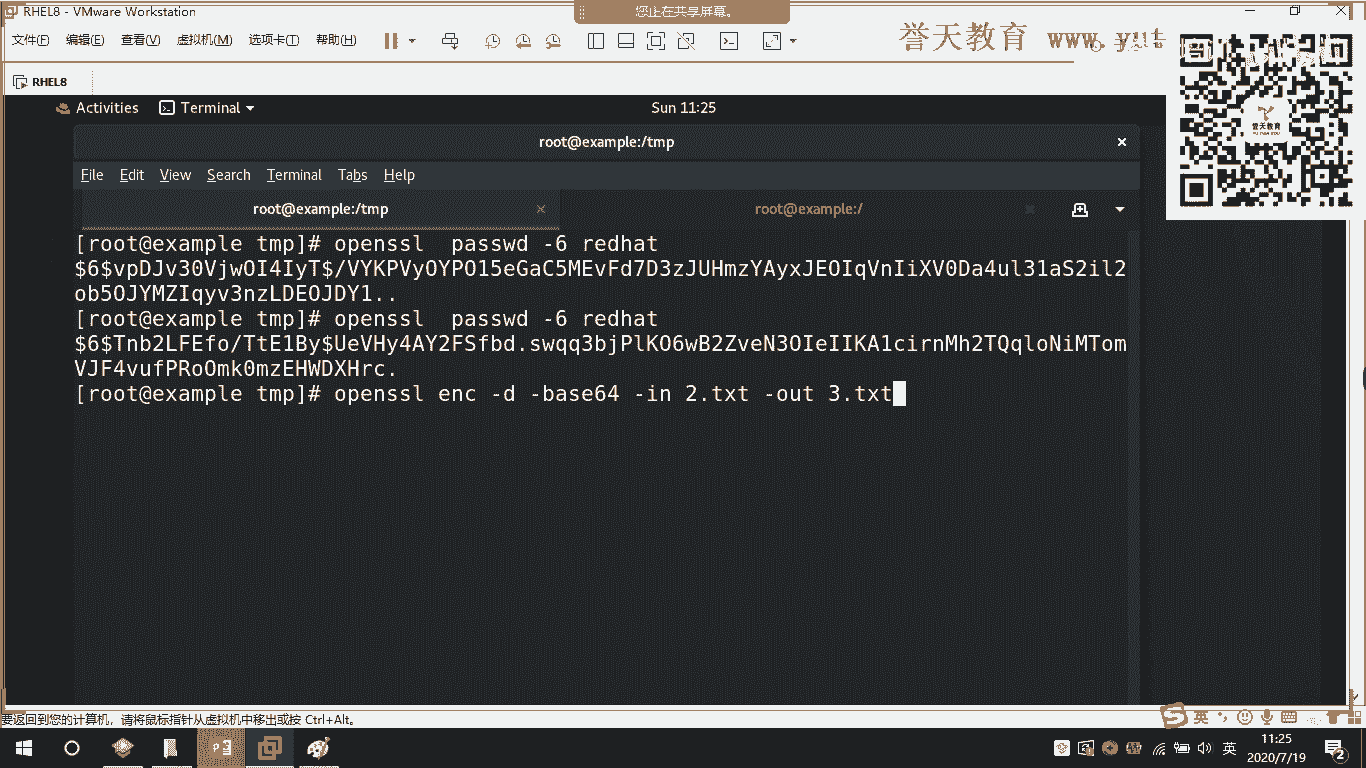 RHEL8 - VMware Workstation
您正在共享屏幕。
文件(F) 编辑(E) 查看(V) 虚拟机(M) 选项卡(T) 帮助(H)
誉天教育 www.yut
RHEL8
誉天教育
Activities Terminal Sun 11:25
root@example:/tmp
File Edit View Search Terminal Tabs Help
root@example:/tmp root@example:/
[root@example tmp]# openssl  passwd -6 redhat
$6$vpDJv30VjwOI4IyT$/VYKPVyOYPO15eGaC5MEvFd7D3zJUHmzYAyxJEOIqVnIiXV0Da4ul31aS2il2
ob5OJYMZIqyv3nzLDEOJDY1..
[root@example tmp]# openssl  passwd -6 redhat
$6$Tnb2LFEfo/TtE1By$UeVHy4AY2FSfbd.swqq3bjPlKO6wB2ZveN3OIeIIKA1cirnMh2TQqloNiMTom
VJF4vufPRoOmk0mzEHWDXHrc.
[root@example tmp]# openssl enc -d -base64 -in 2.txt -out 3.txt
要返回到您的计算机，请将鼠标指针从虚拟机中移出或按 Ctrl+Alt。
英
英 11:25
2020/7/19
2